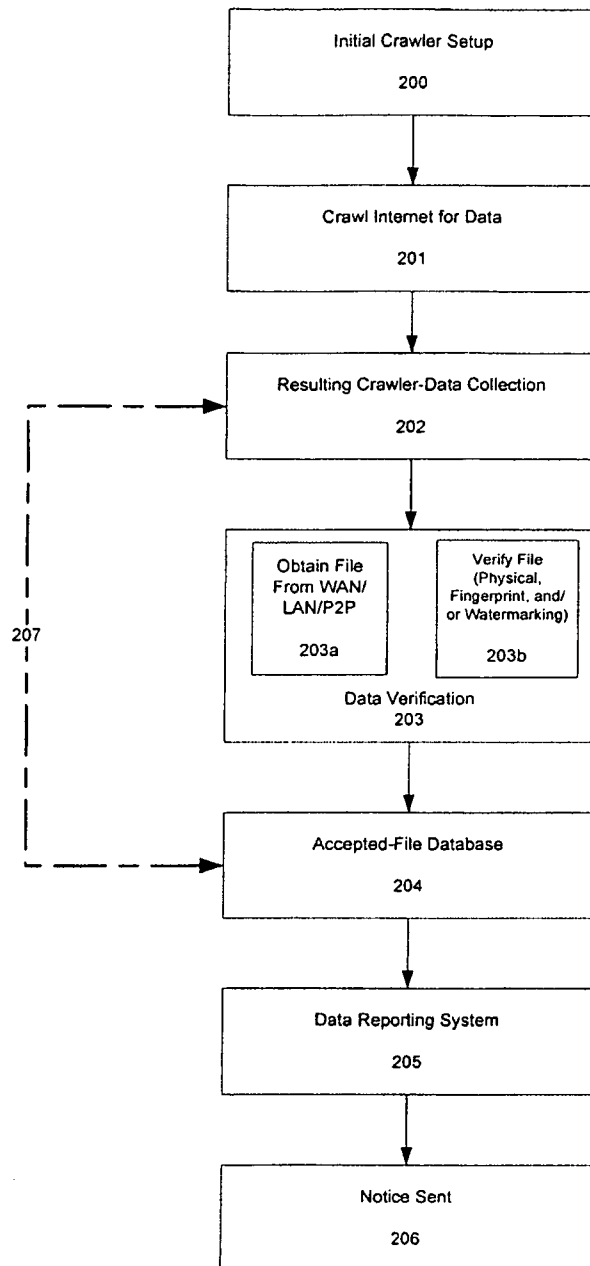 Initial Crawler Setup
200
Crawl Internet for Data
201
Resulting Crawler-Data Collection
202
Obtain File
From WAN/
LAN/P2P
203a
Verify File
(Physical,
Fingerprint, and/
or Watermarking)
203b
Data Verification
203
207
Accepted-File Database
204
Data Reporting System
205
Notice Sent
206